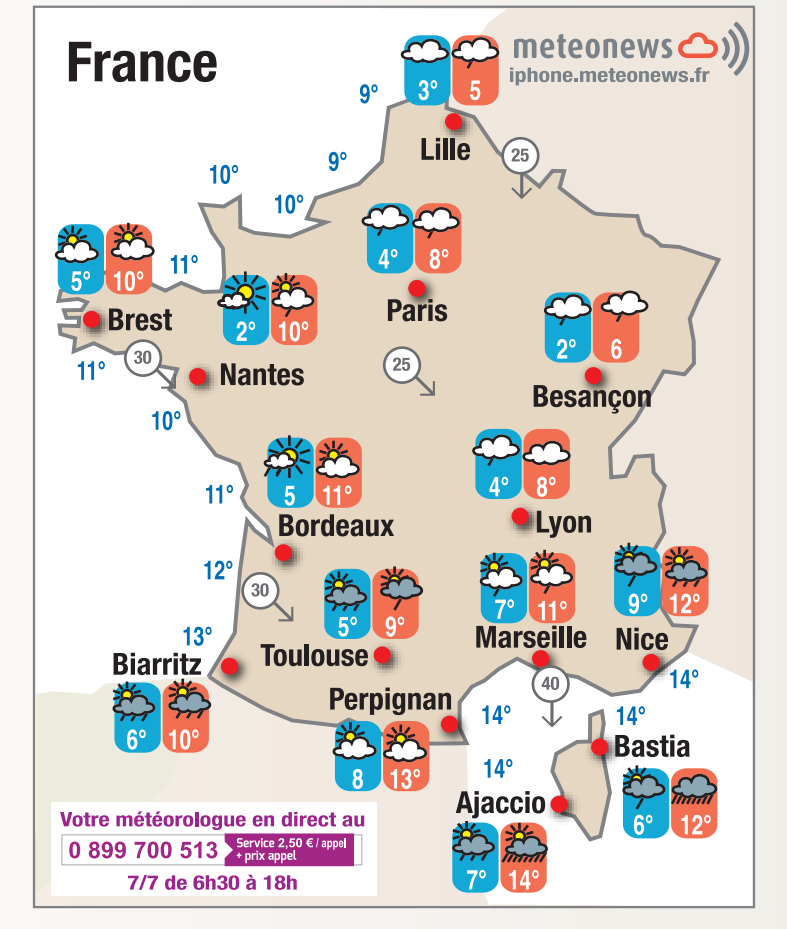 France
meteonews
iphone.meteonews.fr
3° 5
9°
Lille
25
9°
10°
10°
4° 8°
5° 10°
11°
2° 10°
Paris
Brest
2° 6
30
11°
25
Nantes
Besançon
10°
5 11°
4° 8°
11°
Bordeaux
Lyon
12°
30
5° 9°
7° 11°
9° 12°
13°
Marseille
Nice
Biarritz
Toulouse
14°
40
6° 10°
Perpignan
14°
14°
Bastia
8 13°
14°
Ajaccio
6° 12°
7° 14°
Votre météorologue en direct au
0 899 700 513
Service 2,50 € / appel
+ prix appel
7/7 de 6h30 à 18h